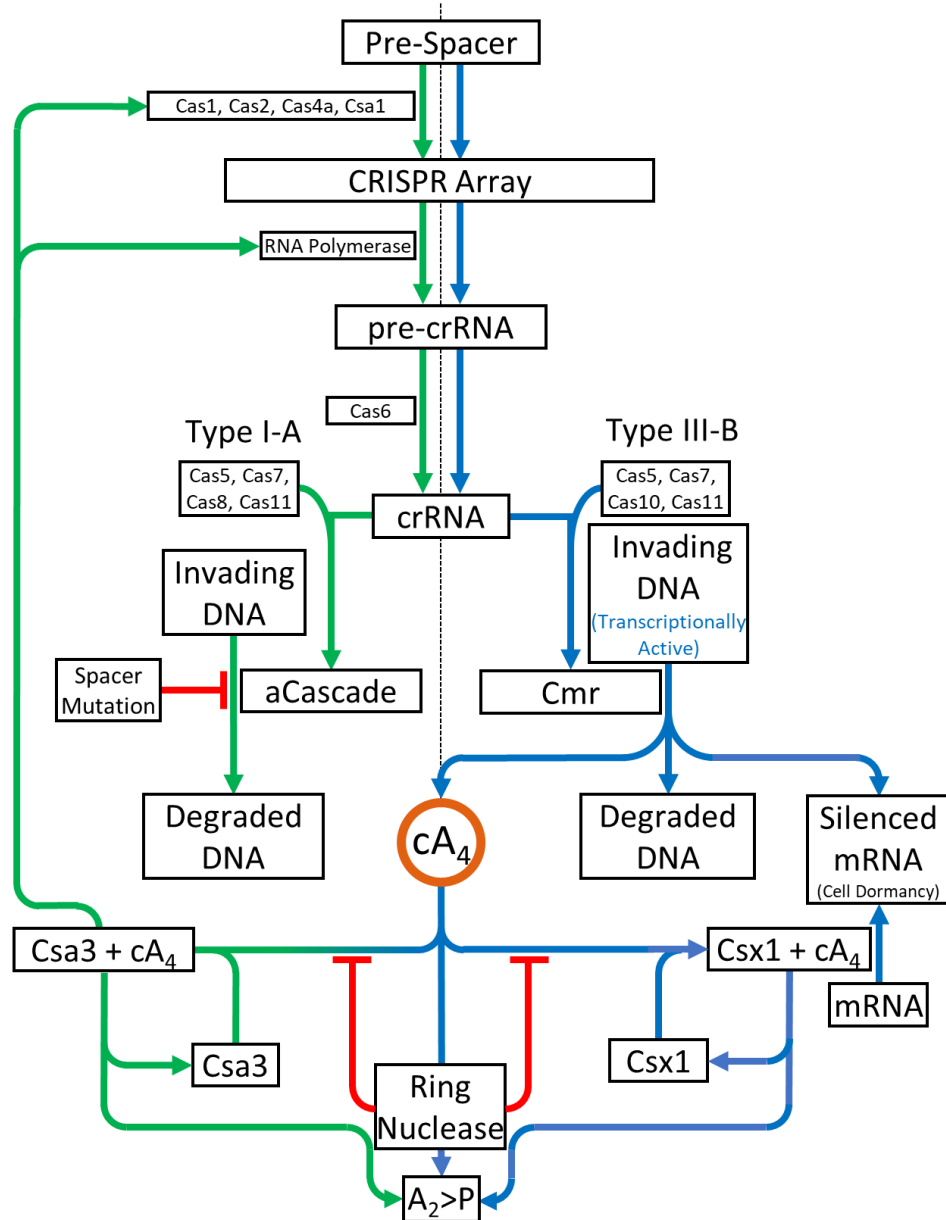 Pre-Spacer
Cas1, Cas2, Cas4a, Csa1
CRISPR Array
RNA Polymerase
pre-crRNA
Cas6
Type I-A
Type III-B
Cas5, Cas7,
Cas8, Cas11
Cas5, Cas7,
Cas10, Cas11
crRNA
Invading
DNA
Invading
DNA
(Transcriptionally
Active)
Spacer
Mutation
aCascade
Cmr
Degraded
DNA
cA₄
Degraded
DNA
Silenced
mRNA
(Cell Dormancy)
Csa3 + cA₄
Csx1 + cA₄
mRNA
Csa3
Csx1
Ring
Nuclease
A₂>P